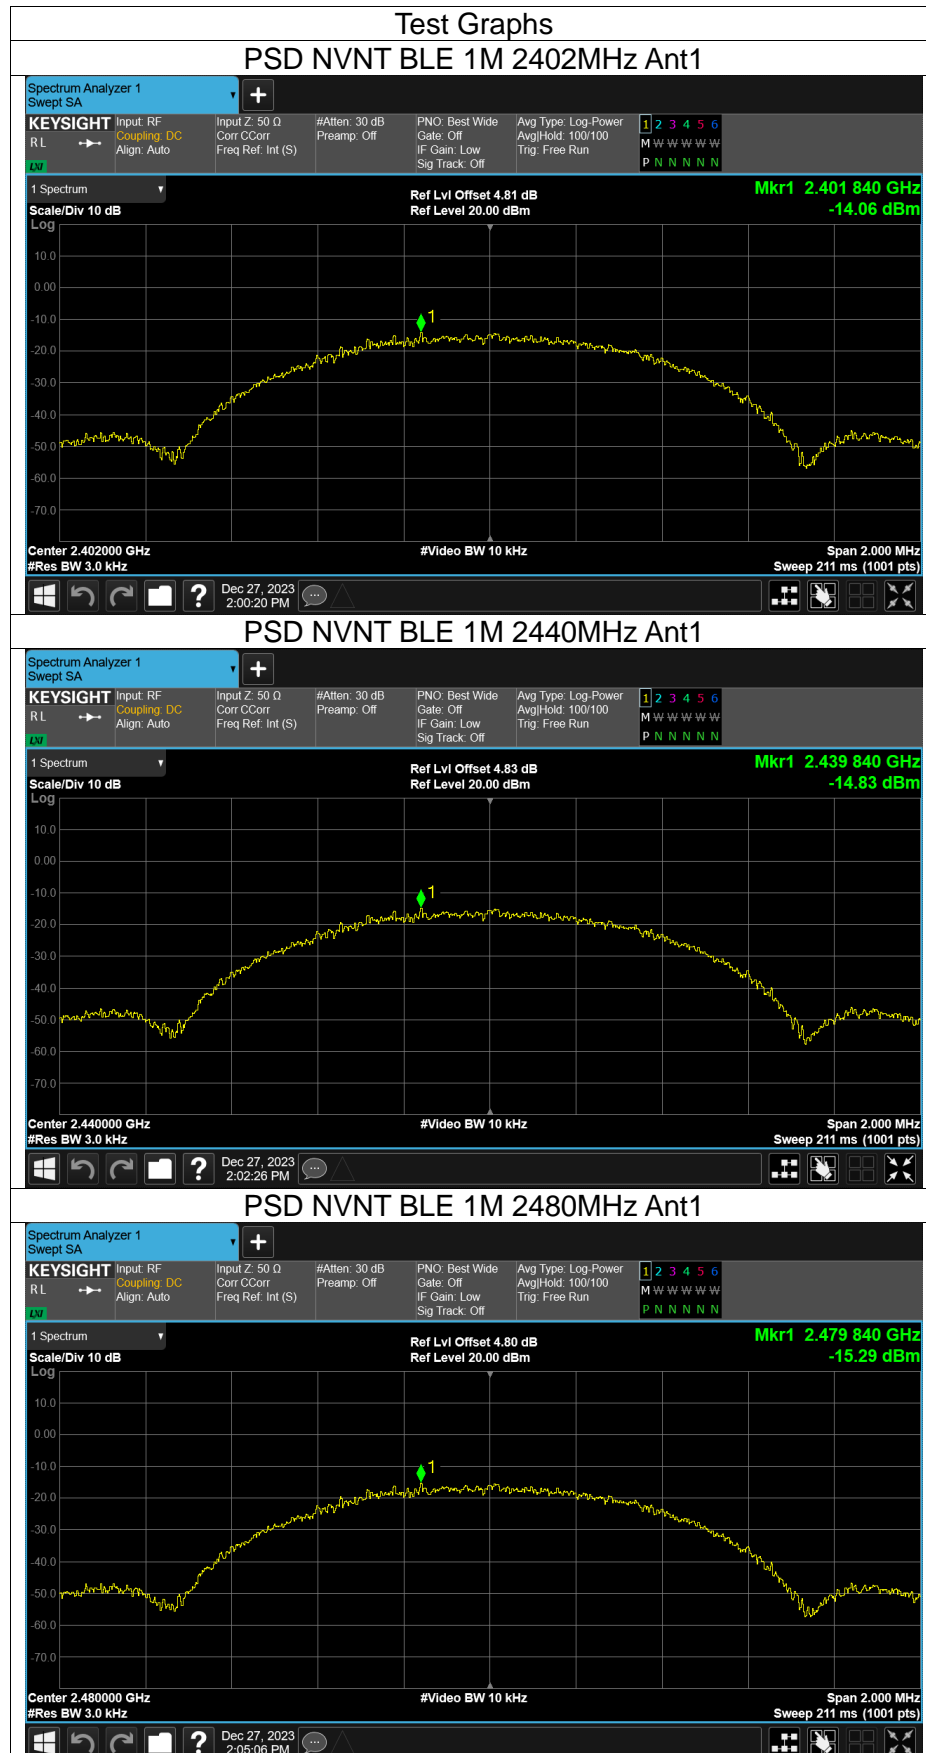 Test Graphs
PSD NVNT BLE 1M 2402MHz Ant1
Spectrum Analyzer 1
Swept SA
KEYSIGHT Input: RF Input Z: 50 Ω #Atten: 30 dB PNO: Best Wide Avg Type: Log-Power 1 2 3 4 5 6
RL Coupling: DC Corr CCorr Preamp: Off Gate: Off Avg|Hold: 100/100 M W W W W W
Align: Auto Freq Ref: Int (S) IF Gain: Low Trig: Free Run
LXI Sig Track: Off P N N N N N
1 Spectrum Ref Lvl Offset 4.81 dB Mkr1 2.401 840 GHz
Scale/Div 10 dB Ref Level 20.00 dBm -14.06 dBm
Log
10.0
0.00
-10.0
1
-20.0
-30.0
-40.0
-50.0
-60.0
-70.0
Center 2.402000 GHz #Video BW 10 kHz Span 2.000 MHz
#Res BW 3.0 kHz Sweep 211 ms (1001 pts)
? Dec 27, 2023
2:00:20 PM
PSD NVNT BLE 1M 2440MHz Ant1
Spectrum Analyzer 1
Swept SA
KEYSIGHT Input: RF Input Z: 50 Ω #Atten: 30 dB PNO: Best Wide Avg Type: Log-Power 1 2 3 4 5 6
RL Coupling: DC Corr CCorr Preamp: Off Gate: Off Avg|Hold: 100/100 M W W W W W
Align: Auto Freq Ref: Int (S) IF Gain: Low Trig: Free Run
LXI Sig Track: Off P N N N N N
1 Spectrum Ref Lvl Offset 4.83 dB Mkr1 2.439 840 GHz
Scale/Div 10 dB Ref Level 20.00 dBm -14.83 dBm
Log
10.0
0.00
-10.0
1
-20.0
-30.0
-40.0
-50.0
-60.0
-70.0
Center 2.440000 GHz #Video BW 10 kHz Span 2.000 MHz
#Res BW 3.0 kHz Sweep 211 ms (1001 pts)
? Dec 27, 2023
2:02:26 PM
PSD NVNT BLE 1M 2480MHz Ant1
Spectrum Analyzer 1
Swept SA
KEYSIGHT Input: RF Input Z: 50 Ω #Atten: 30 dB PNO: Best Wide Avg Type: Log-Power 1 2 3 4 5 6
RL Coupling: DC Corr CCorr Preamp: Off Gate: Off Avg|Hold: 100/100 M W W W W W
Align: Auto Freq Ref: Int (S) IF Gain: Low Trig: Free Run
LXI Sig Track: Off P N N N N N
1 Spectrum Ref Lvl Offset 4.80 dB Mkr1 2.479 840 GHz
Scale/Div 10 dB Ref Level 20.00 dBm -15.29 dBm
Log
10.0
0.00
-10.0
1
-20.0
-30.0
-40.0
-50.0
-60.0
-70.0
Center 2.480000 GHz #Video BW 10 kHz Span 2.000 MHz
#Res BW 3.0 kHz Sweep 211 ms (1001 pts)
? Dec 27, 2023
2:05:06 PM